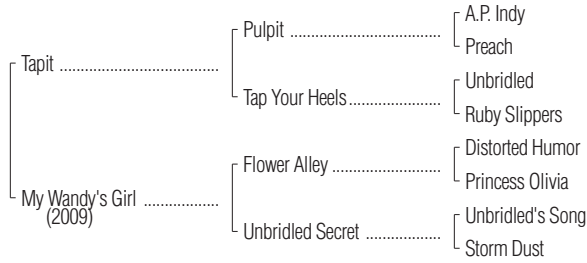 A.P. Indy
Pulpit
Preach
Tapit
Unbridled
Tap Your Heels
Ruby Slippers
Distorted Humor
Flower Alley
Princess Olivia
My Wandy's Girl
(2009)
Unbridled's Song
Unbridled Secret
Storm Dust